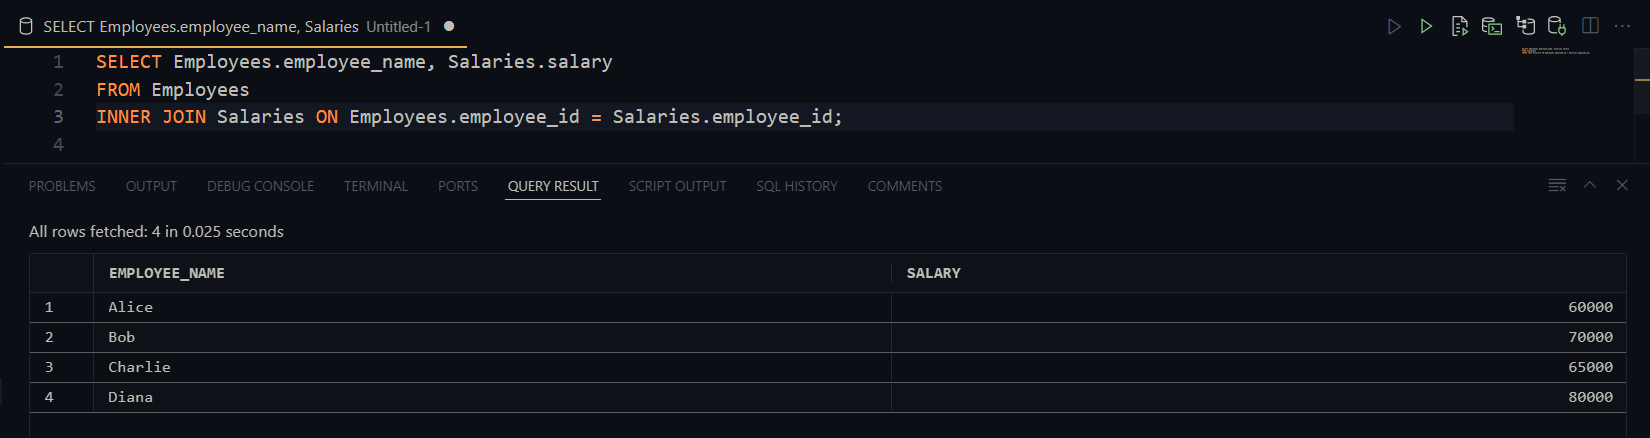 SELECT Employees.employee_name, Salaries Untitled-1
1 SELECT Employees.employee_name, Salaries.salary
2 FROM Employees
3 INNER JOIN Salaries ON Employees.employee_id = Salaries.employee_id;
4
PROBLEMS OUTPUT DEBUG CONSOLE TERMINAL PORTS QUERY RESULT SCRIPT OUTPUT SQL HISTORY COMMENTS
All rows fetched: 4 in 0.025 seconds
EMPLOYEE_NAME SALARY
1 Alice 60000
2 Bob 70000
3 Charlie 65000
4 Diana 80000